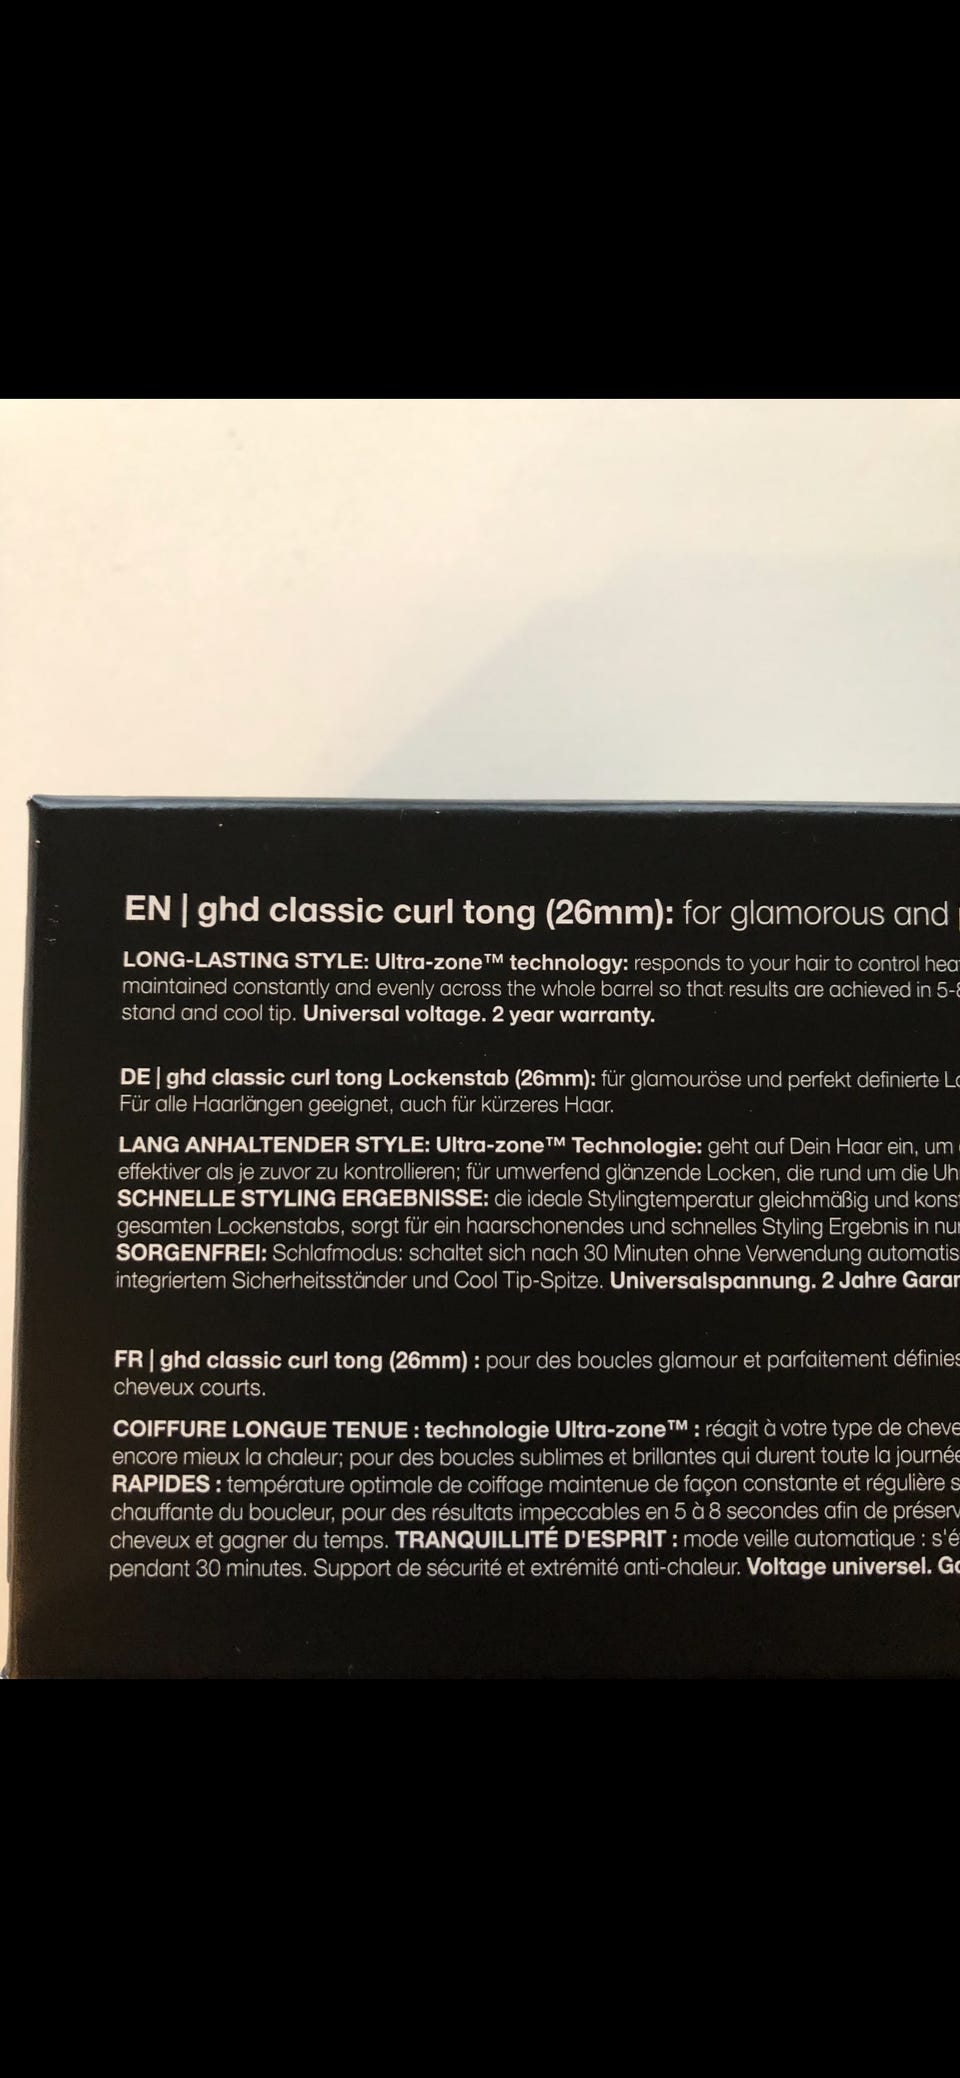 EN | ghd classic curl tong (26mm): for glamorous and
LONG-LASTING STYLE: Ultra-zone™ technology: responds to your hair to control
maintained constantly and evenly across the whole barrel so that results are achieved in 5-8
stand and cool tip. Universal voltage. 2 year warranty.
DE | ghd classic curl tong Lockenstab (26mm): für glamouröse und perfekt definierte
Für alle Haarlängen geeignet, auch für kürzeres Haar.
LANG ANHALTENDER STYLE: Ultra-zone™ Technologie: geht auf Dein Haar ein, um
effektiver als je zuvor zu kontrollieren; für umwerfend glänzende Locken, die rund um die
SCHNELLE STYLING ERGEBNISSE: die ideale Stylingtemperatur gleichmäßig und
gesamten Lockenstabs, sorgt für ein haarschonendes und schnelles Styling Ergebnis in
SORGENFREI: Schlafmodus: schaltet sich nach 30 Minuten ohne Verwendung
integriertem Sicherheitsständer und Cool Tip-Spitze. Universalspannung. 2 Jahre
FR | ghd classic curl tong (26mm) : pour des boucles glamour et parfaitement définies
cheveux courts.
COIFFURE LONGUE TENUE : technologie Ultra-zone™ : réagit à votre type de
encore mieux la chaleur; pour des boucles sublimes et brillantes qui durent toute la journée
RAPIDES : température optimale de coiffage maintenue de façon constante et régulière
chauffante du boucleur, pour des résultats impeccables en 5 à 8 secondes afin de
cheveux et gagner du temps. TRANQUILLITÉ D'ESPRIT : mode veille automatique :
pendant 30 minutes. Support de sécurité et extrémité anti-chaleur. Voltage universel.